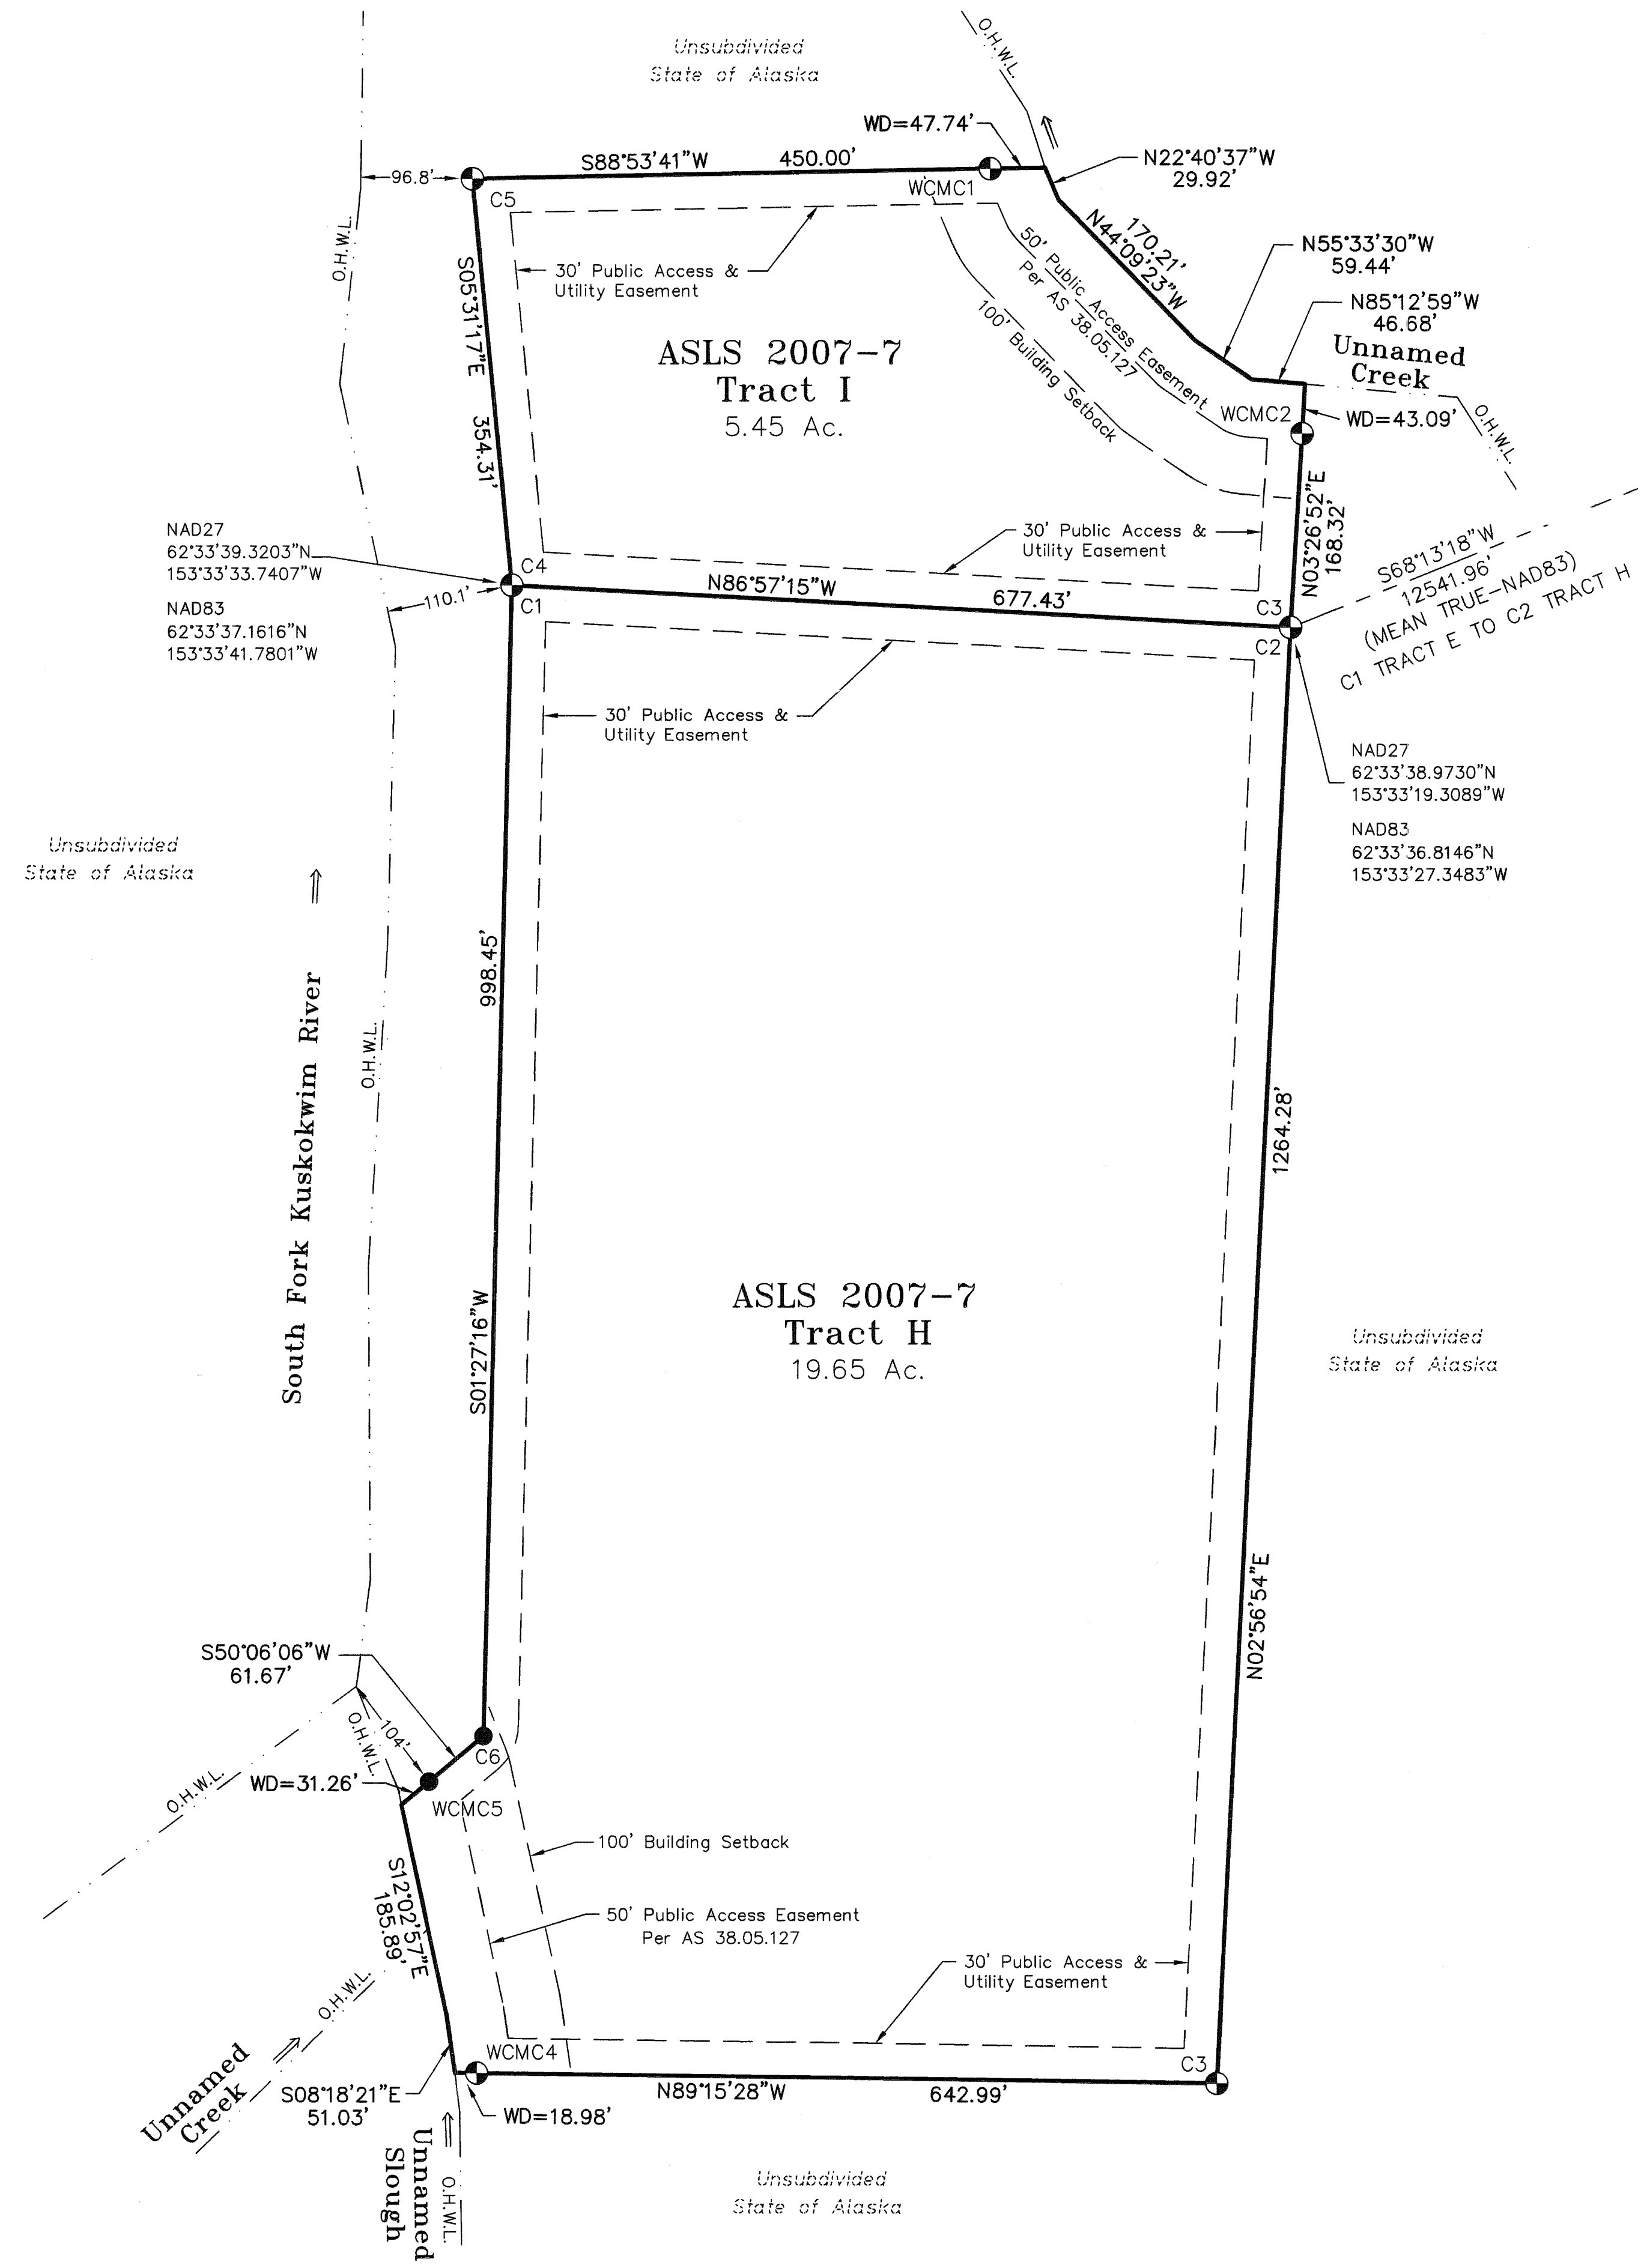 Unsubdivided
State of Alaska
O.H.W.L.
WD=47.74'
N22°40'37"W
29.92'
S88°53'41"W 450.00'
96.8'
WCMC1
C5
O.H.W.L.
170.21'
N44°09'23"W
N55°33'30"W
59.44'
50' Public Access Easement
Per AS 38.05.127
30' Public Access &
Utility Easement
N85°12'59"W
46.68'
S05°31'17"E 354.31'
100' Building Setback
Unnamed
Creek
ASLS 2007-7
Tract I
5.45 Ac.
WCMC2
WD=43.09'
O.H.W.L.
N03°26'52"E
168.32'
NAD27
62°33'39.3203"N
153°33'33.7407"W
30' Public Access &
Utility Easement
S68°13'18"W
12541.96'
(MEAN TRUE-NAD83)
C1 TRACT E TO C2 TRACT H
C4
N86°57'15"W 677.43'
110.1'
C1
C3
C2
NAD83
62°33'37.1616"N
153°33'41.7801"W
30' Public Access &
Utility Easement
NAD27
62°33'38.9730"N
153°33'19.3089"W
NAD83
62°33'36.8146"N
153°33'27.3483"W
Unsubdivided
State of Alaska
998.45'
South Fork Kuskokwim River
O.H.W.L.
1264.28'
ASLS 2007-7
Tract H
19.65 Ac.
S01°27'16"W
Unsubdivided
State of Alaska
N02°56'54"E
S50°06'06"W
61.67'
104'
O.H.W.L.
C6
O.H.W.L.
WD=31.26'
WCMC5
100' Building Setback
S12°02'57"E
185.89'
50' Public Access Easement
Per AS 38.05.127
30' Public Access &
Utility Easement
O.H.W.L.
WCMC4
C3
Unnamed
Creek
S08°18'21"E
51.03'
N89°15'28"W 642.99'
WD=18.98'
Unnamed
Slough
O.H.W.L.
Unsubdivided
State of Alaska